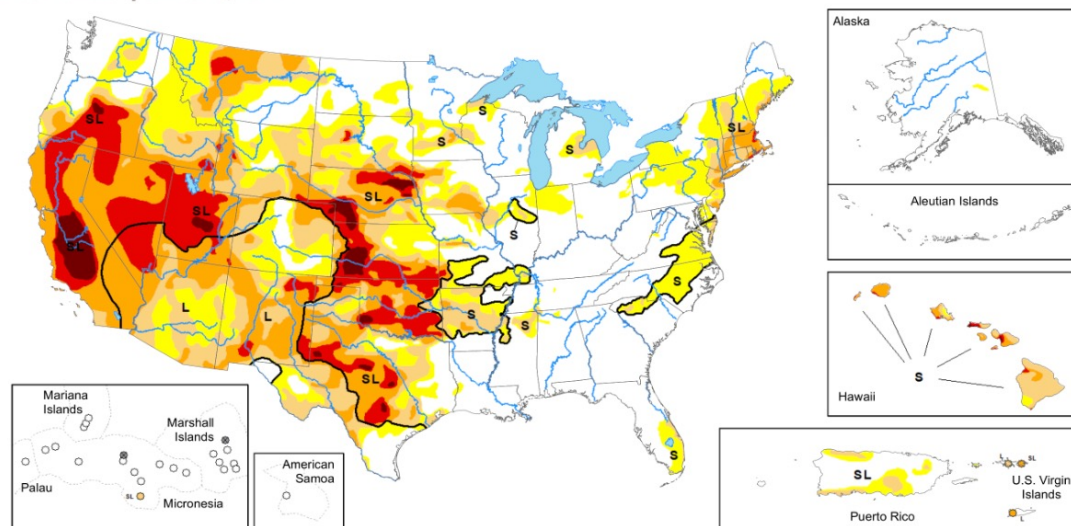 Alaska
Aleutian Islands
Hawaii
S
SL
S
S
S
SL
SL
SL
SL
S
S
S
S
L
L
SL
S
Mariana
Islands
Marshall
Islands
Palau
SL
Micronesia
American
Samoa
SL
L
SL
U.S. Virgin
Islands
L
Puerto Rico